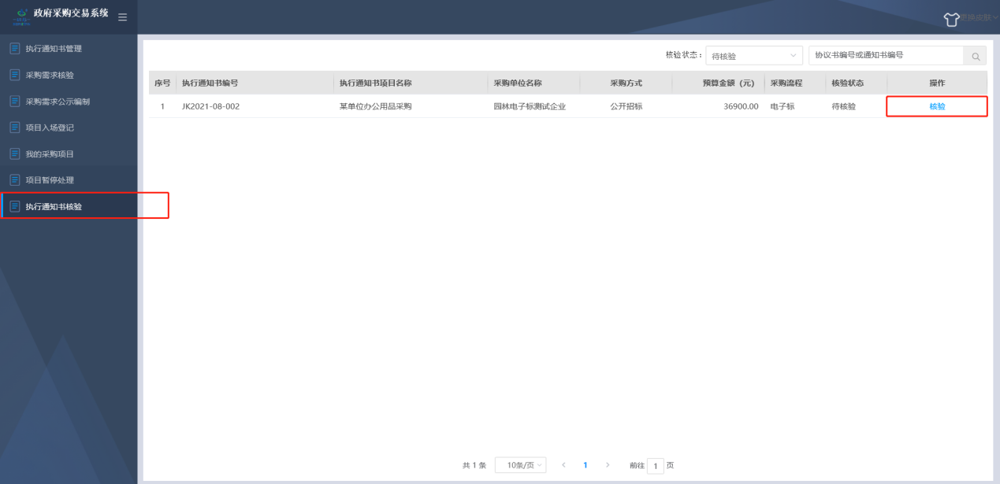 政府采购交易系统
更换皮肤
执行通知书管理
采购需求核验
采购需求公示编制
项目入场登记
我的采购项目
项目暂停处理
执行通知书核验
核验状态： 待核验 协议书编号或通知书编号
序号 执行通知书编号 执行通知书项目名称 采购单位名称 采购方式 预算金额（元） 采购流程 核验状态 操作
1 JK2021-08-002 某单位办公用品采购 园林电子标测试企业 公开招标 36900.00 电子标 待核验 核验
共 1 条 10条/页 1 前往 1 页